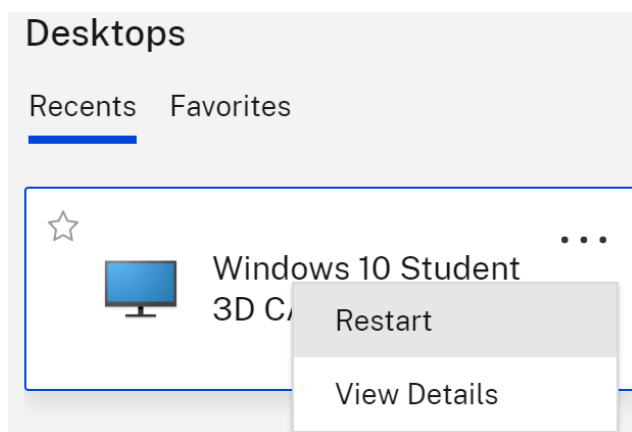 Desktops
Recents Favorites
...
Windows 10 Student
3D
Restart
View Details